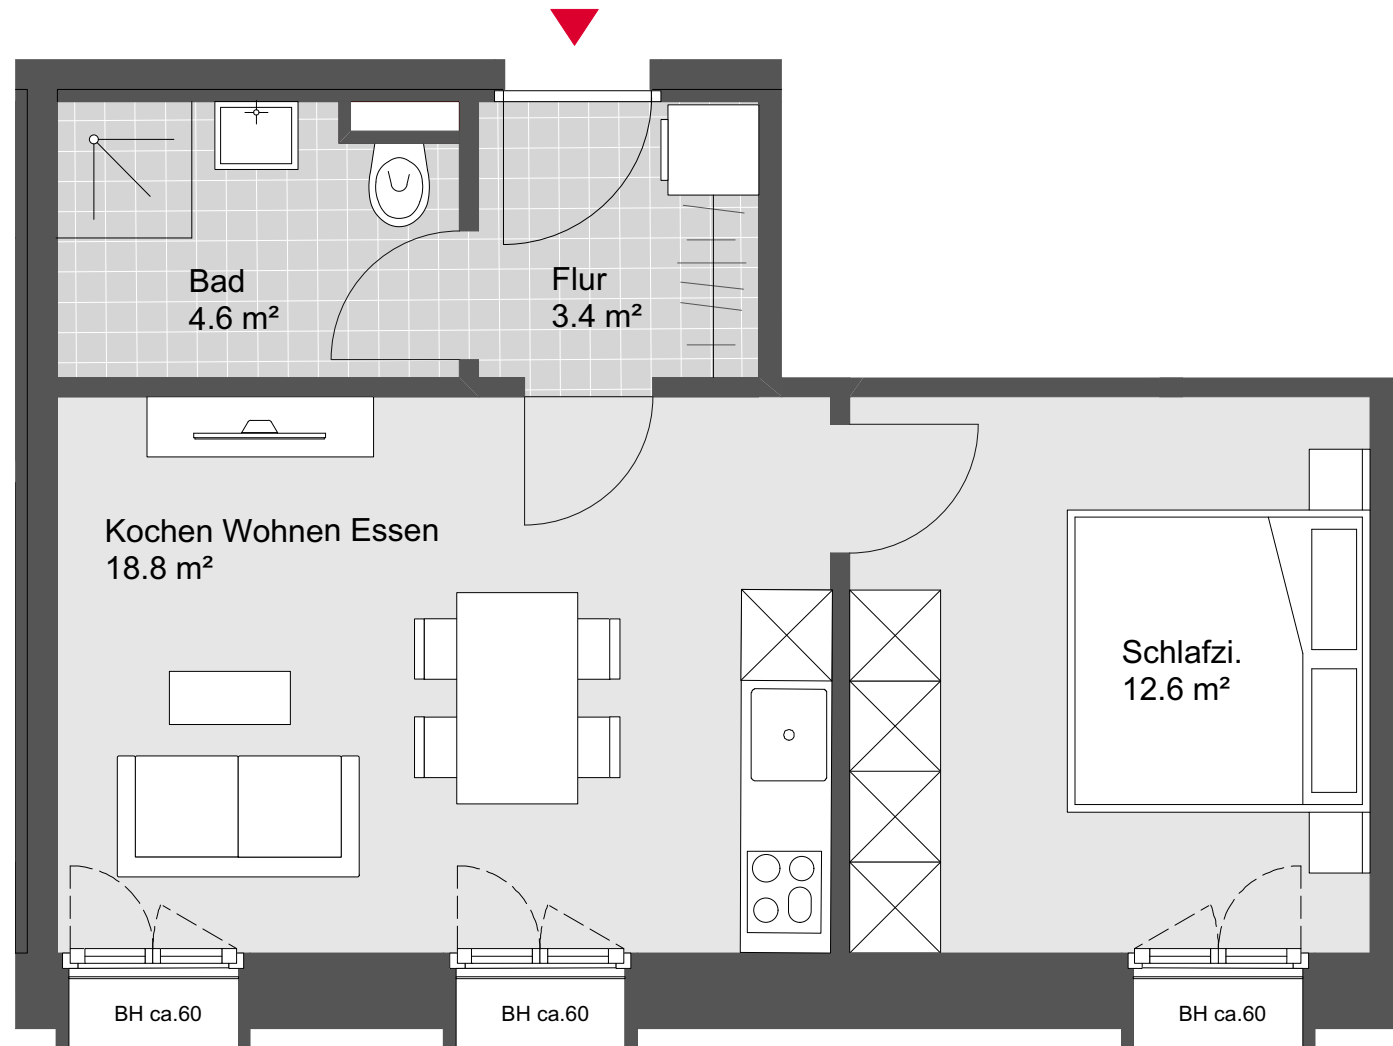 Bad
4.6 m²
Flur
3.4 m²
Kochen Wohnen Essen
18.8 m²
Schlafzi.
12.6 m²
BH ca.60
BH ca.60
BH ca.60